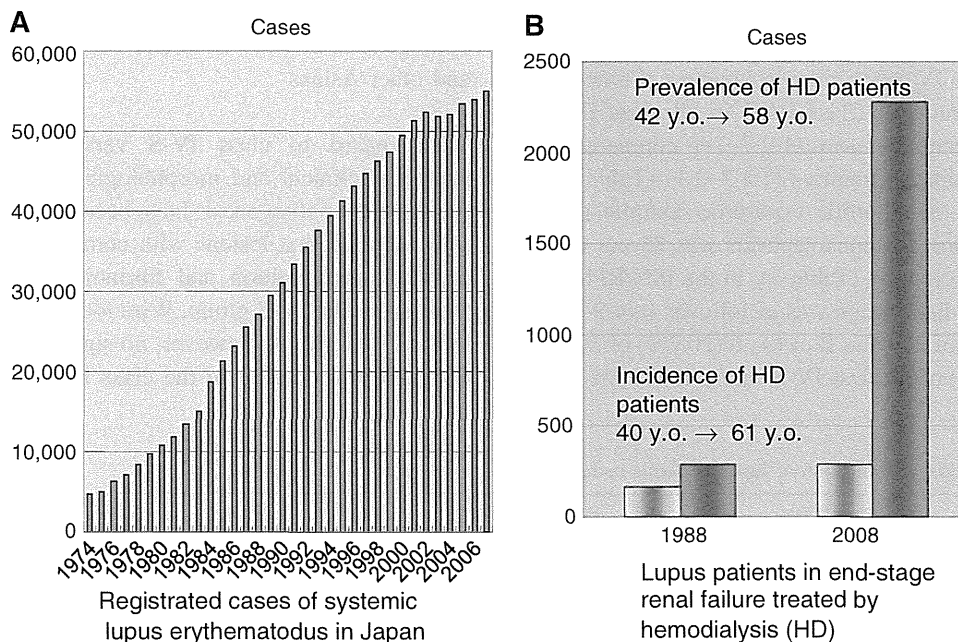 A
Cases
60,000
50,000
40,000
30,000
20,000
10,000
0
1974
1976
1978
1980
1982
1984
1986
1988
1990
1992
1994
1996
1998
2000
2002
2004
2006
Registrated cases of systemic
lupus erythematodus in Japan
B
Cases
2500
2000
1500
1000
500
0
Prevalence of HD patients
42 y.o.→ 58 y.o.
Incidence of HD
patients
40 y.o. → 61 y.o.
1988
2008
Lupus patients in end-stage
renal failure treated by
hemodialysis (HD)